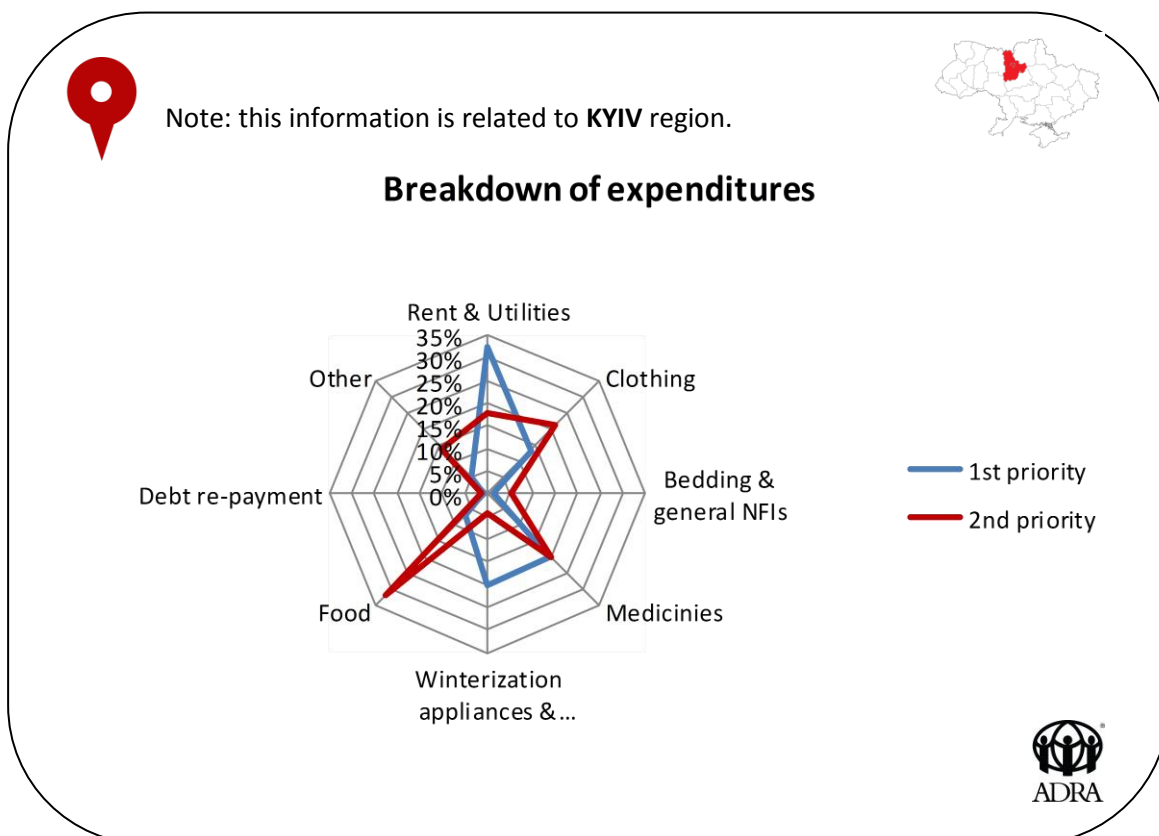 Note: this information is related to KYIV region.
Breakdown of expenditures
Rent & Utilities
35%
30%
25%
20%
15%
10%
5%
0%
Clothing
Bedding &
general NFIs
Medicinies
Winterization
appliances &...
Food
Debt re-payment
Other
1st priority
2nd priority
ADRA